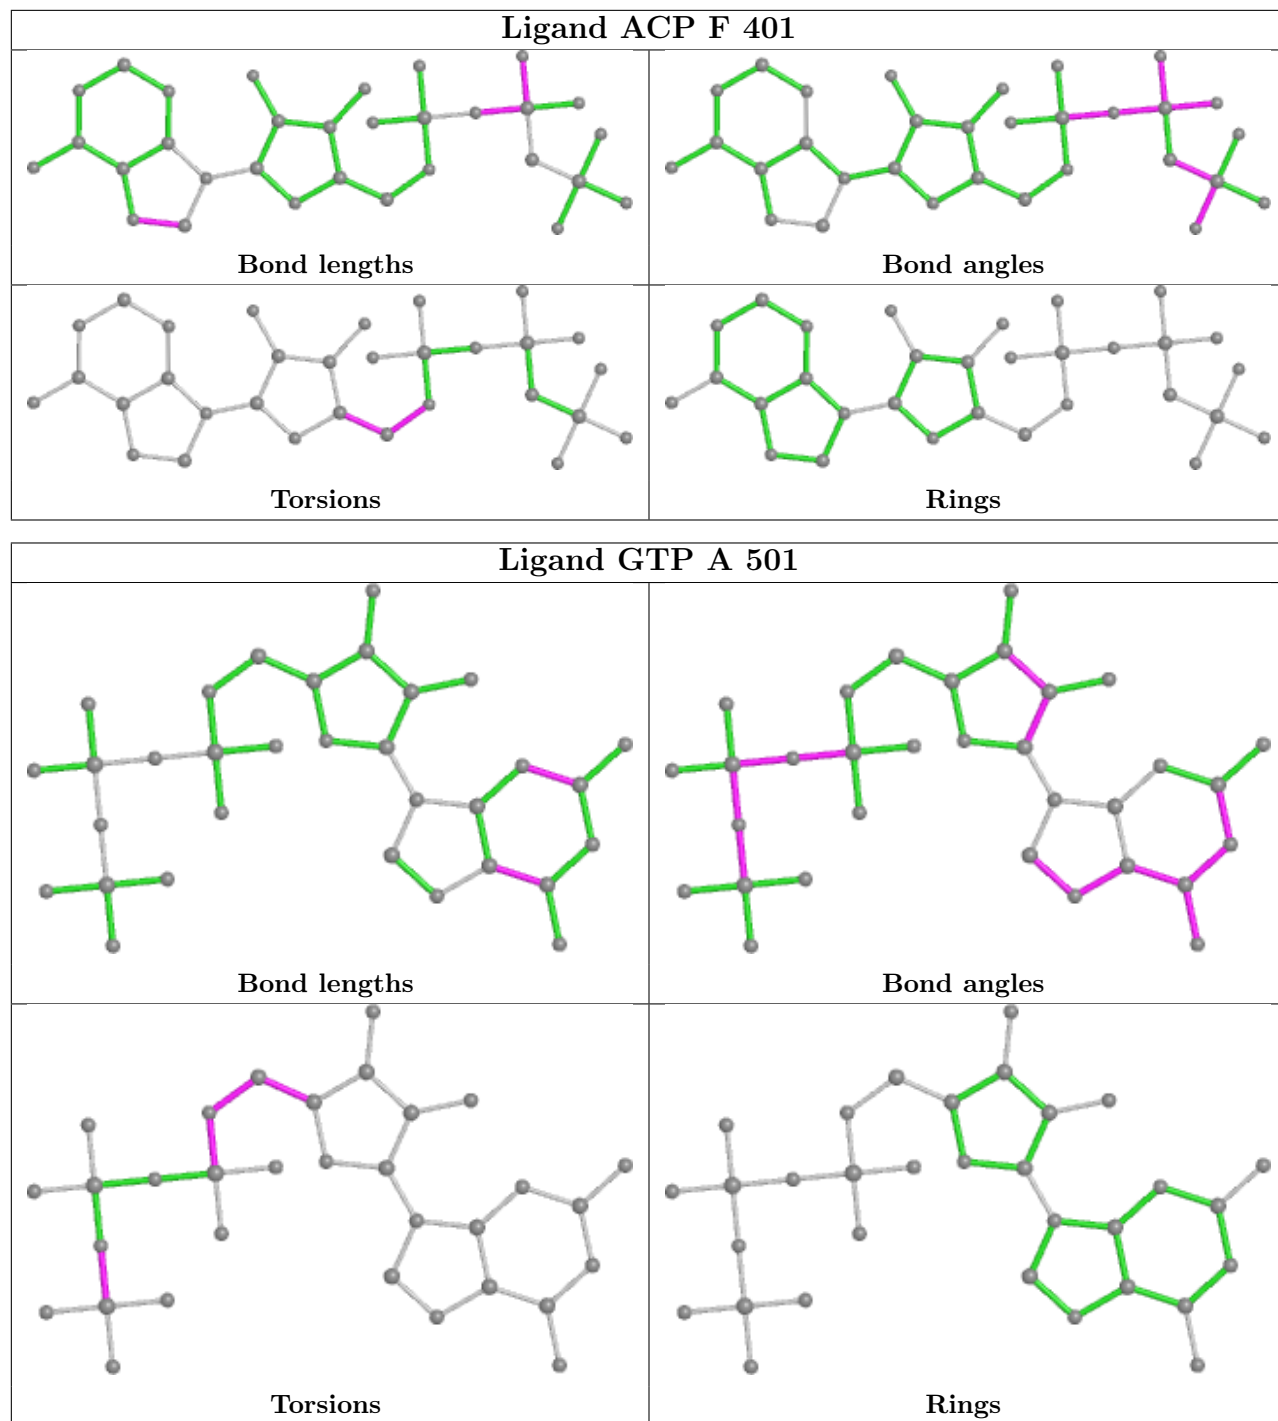 Ligand ACP F 401
Bond lengths
Bond angles
Torsions
Rings
Ligand GTP A 501
Bond lengths
Bond angles
Torsions
Rings